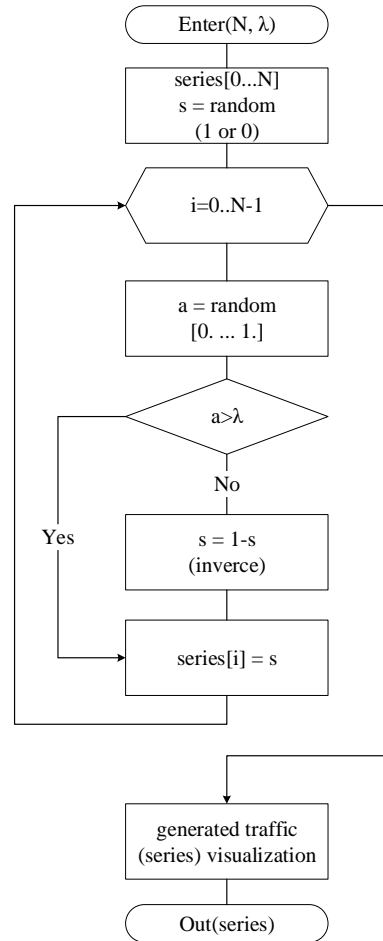 Enter(N, λ)
series[0...N]
s = random
(1 or 0)
i=0..N-1
a = random
[0. ... 1.]
a>λ
No
Yes
s = 1-s
(inverce)
series[i] = s
generated traffic
(series) visualization
Out(series)